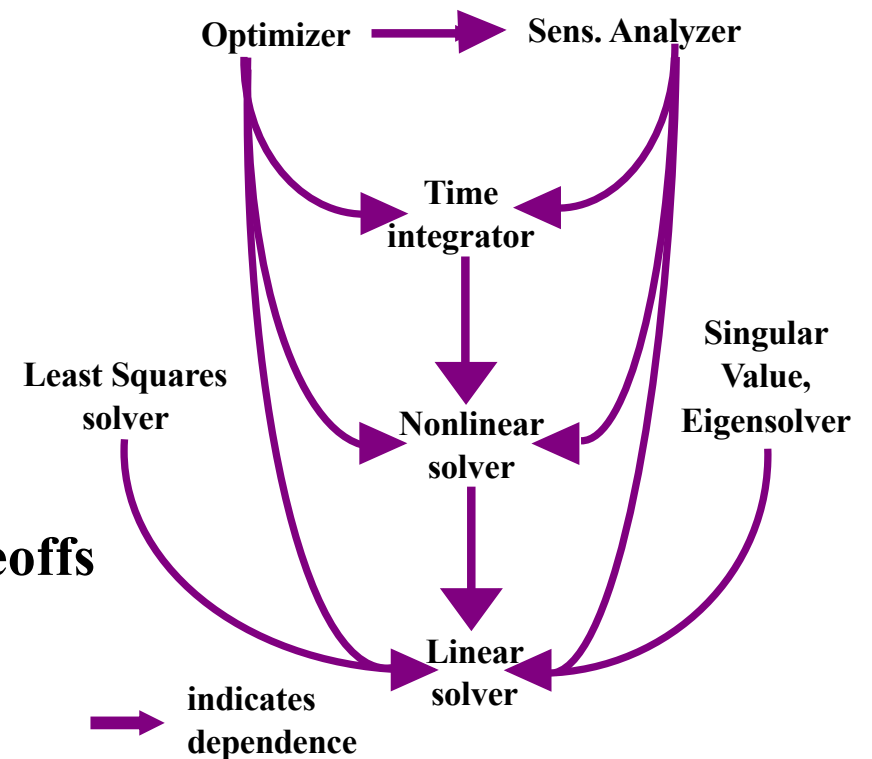 Optimizer
Sens. Analyzer
Time
integrator
Singular
Value,
Eigensolver
Least Squares
solver
Nonlinear
solver
eoffs
Linear
solver
indicates
dependence